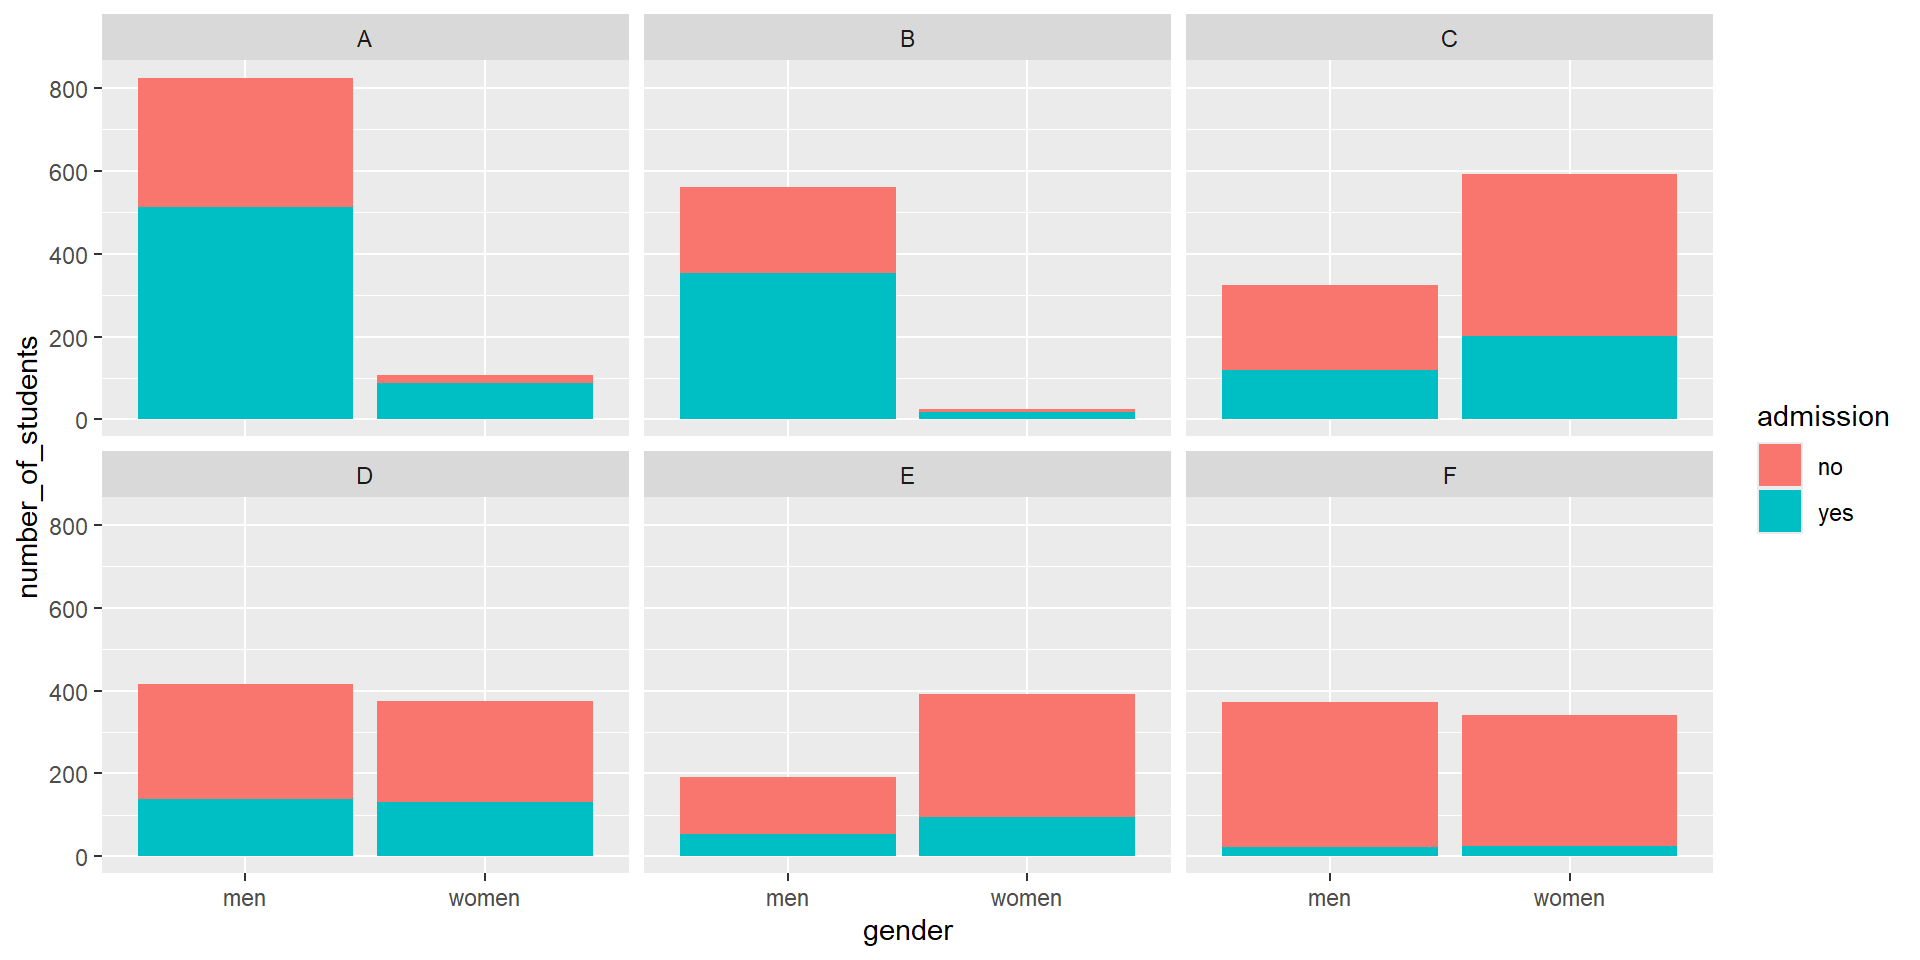 A
B
C
800
600
400
200
0
D
E
F
800
600
400
200
0
men
women
men
women
men
women
gender
number_of_students
admission
no
yes